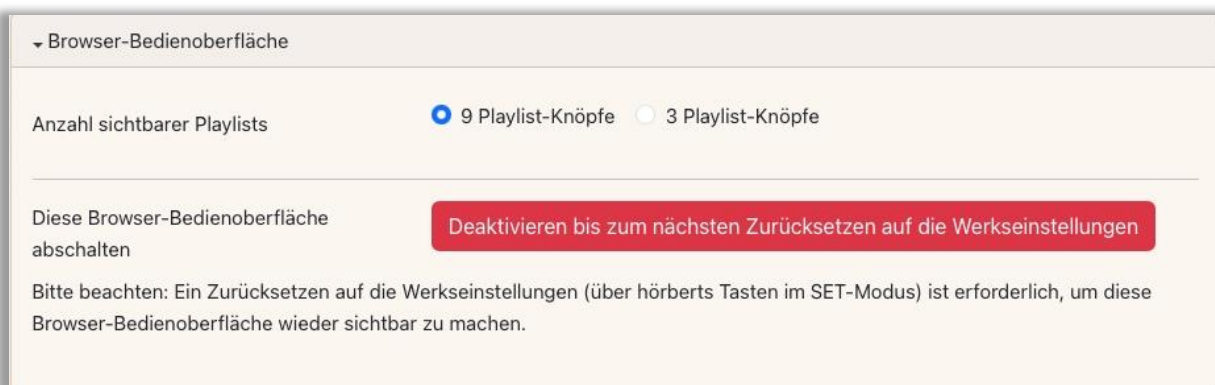 Browser-Bedienoberfläche
Anzahl sichtbarer Playlists
9 Playlist-Knöpfe
3 Playlist-Knöpfe
Diese Browser-Bedienoberfläche
abschalten
Deaktivieren bis zum nächsten Zurücksetzen auf die Werkseinstellungen
Bitte beachten: Ein Zurücksetzen auf die Werkseinstellungen (über hörberts Tasten im SET-Modus) ist erforderlich, um diese
Browser-Bedienoberfläche wieder sichtbar zu machen.